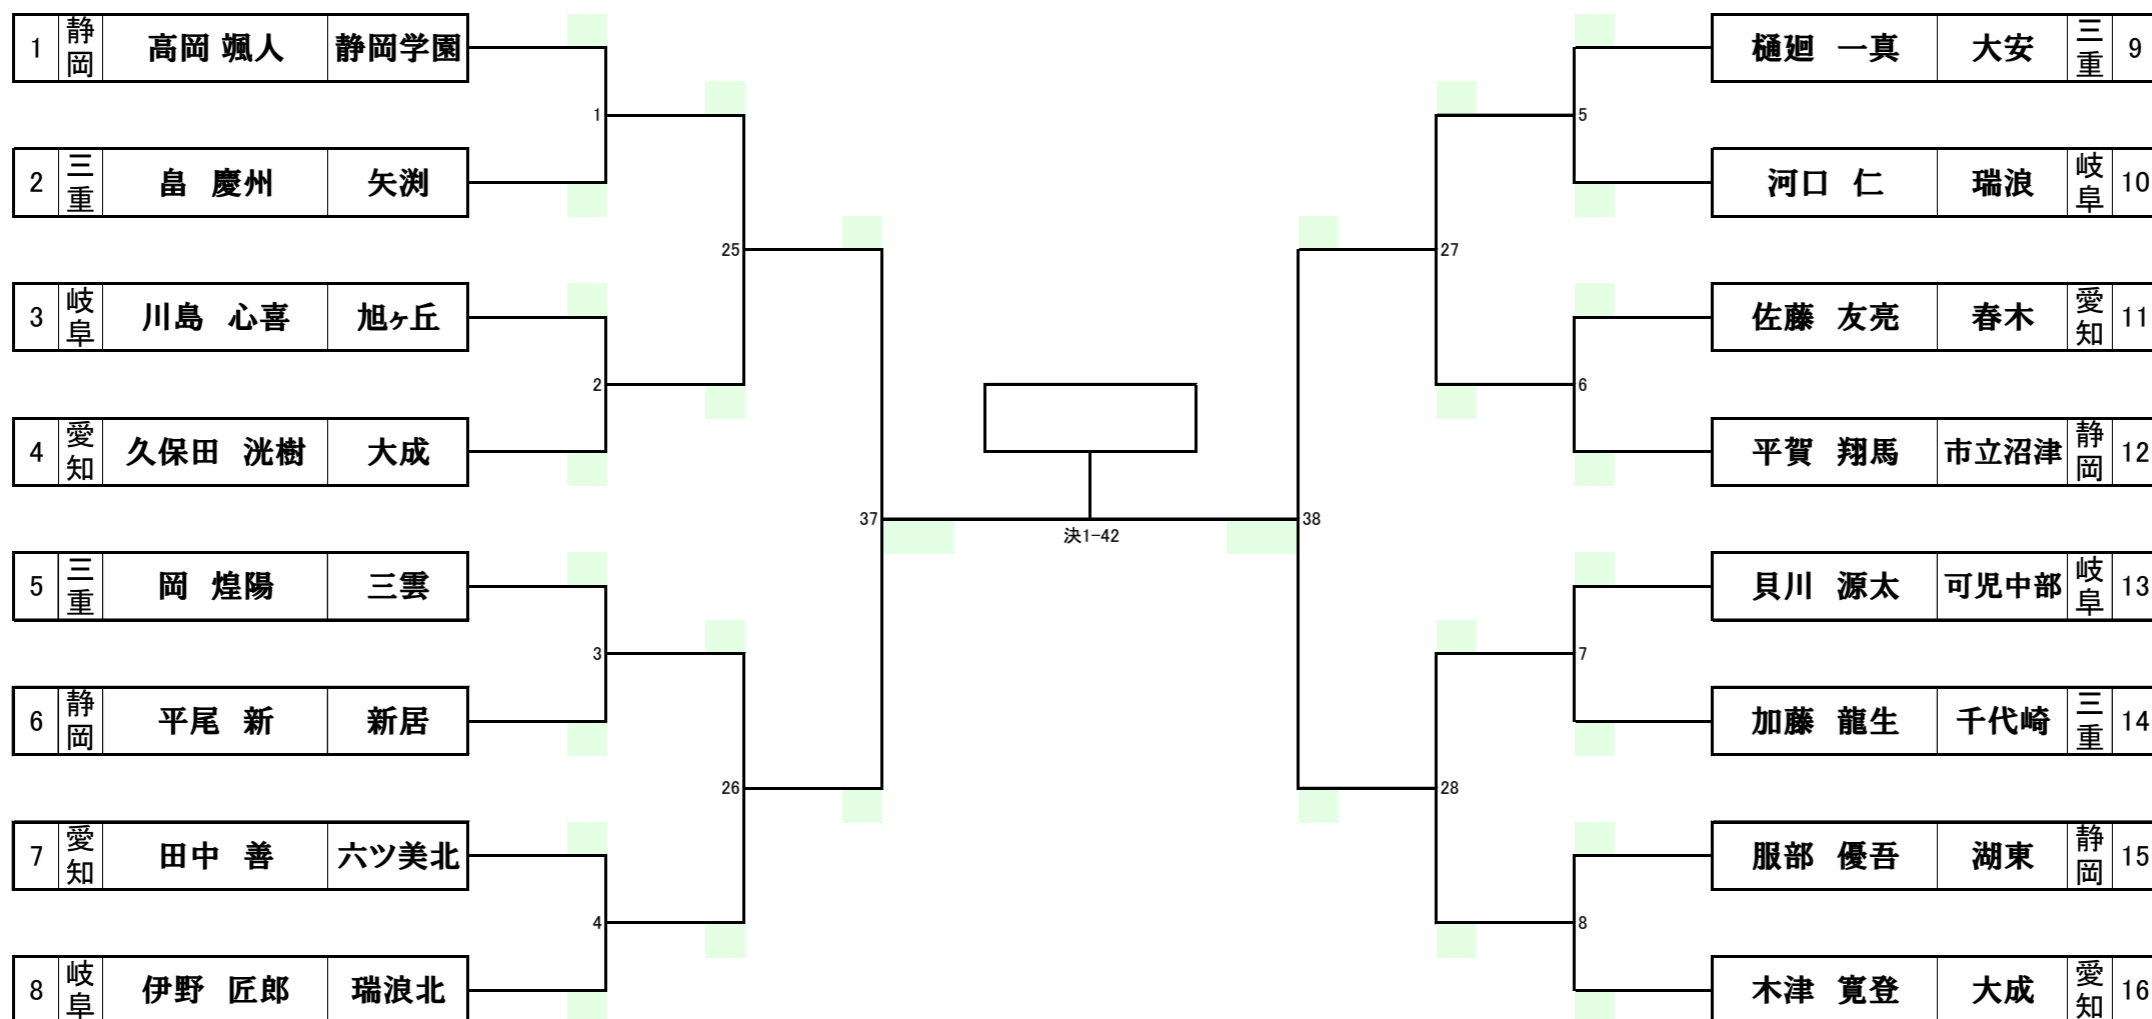 1 静岡 高岡 颯人 静岡学園
1
2 三重 畠 慶州 矢渕
25
3 岐阜 川島 心喜 旭ヶ丘
2
4 愛知 久保田 洸樹 大成
37
5 三重 岡 煌陽 三雲
3
6 静岡 平尾 新 新居
26
7 愛知 田中 善 六ツ美北
4
8 岐阜 伊野 匠郎 瑞浪北
決1-42
樋廻 一真 大安 三重 9
5
河口 仁 瑞浪 岐阜 10
27
佐藤 友亮 春木 愛知 11
6
平賀 翔馬 市立沼津 静岡 12
38
貝川 源太 可児中部 岐阜 13
7
加藤 龍生 千代崎 三重 14
28
服部 優吾 湖東 静岡 15
8
木津 寛登 大成 愛知 16